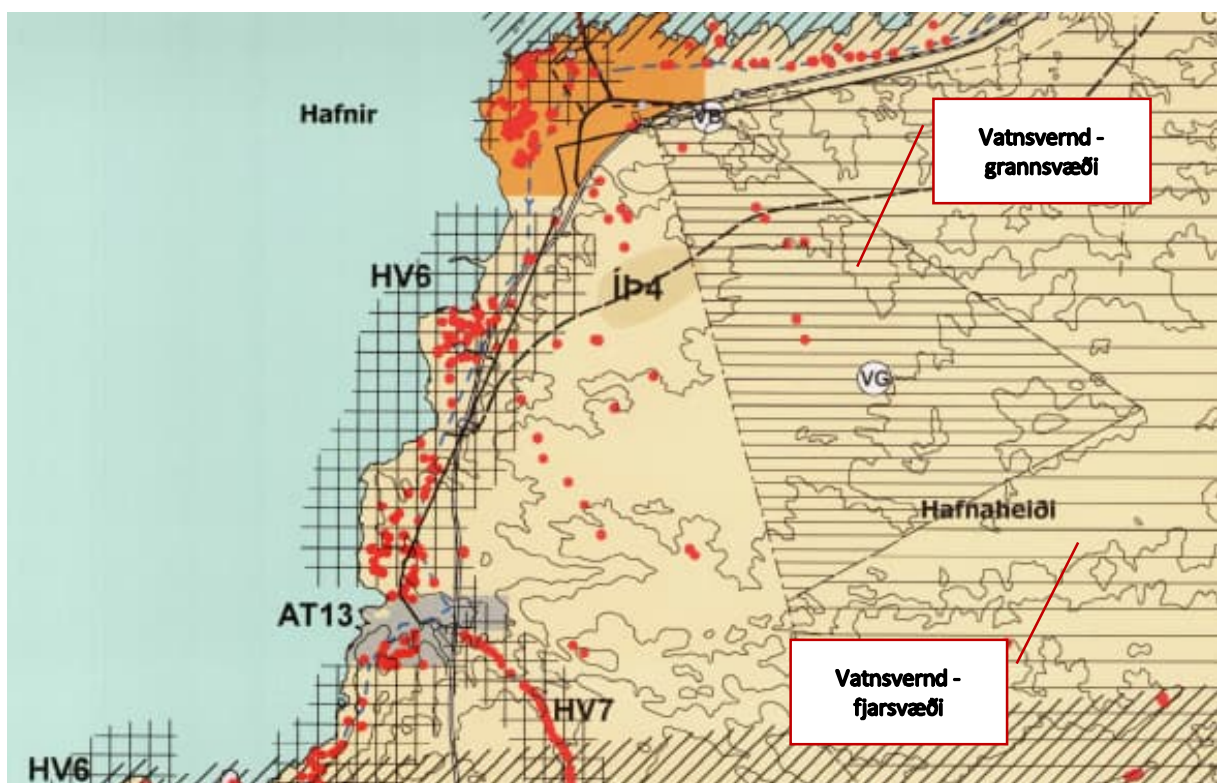 Hafnir
VB
Vatnsvernd -
grannsvæði
HV6
ÍÞ4
VG
Hafnaheiði
AT13
Vatnsvernd -
fjarsvæði
HV7
HV6